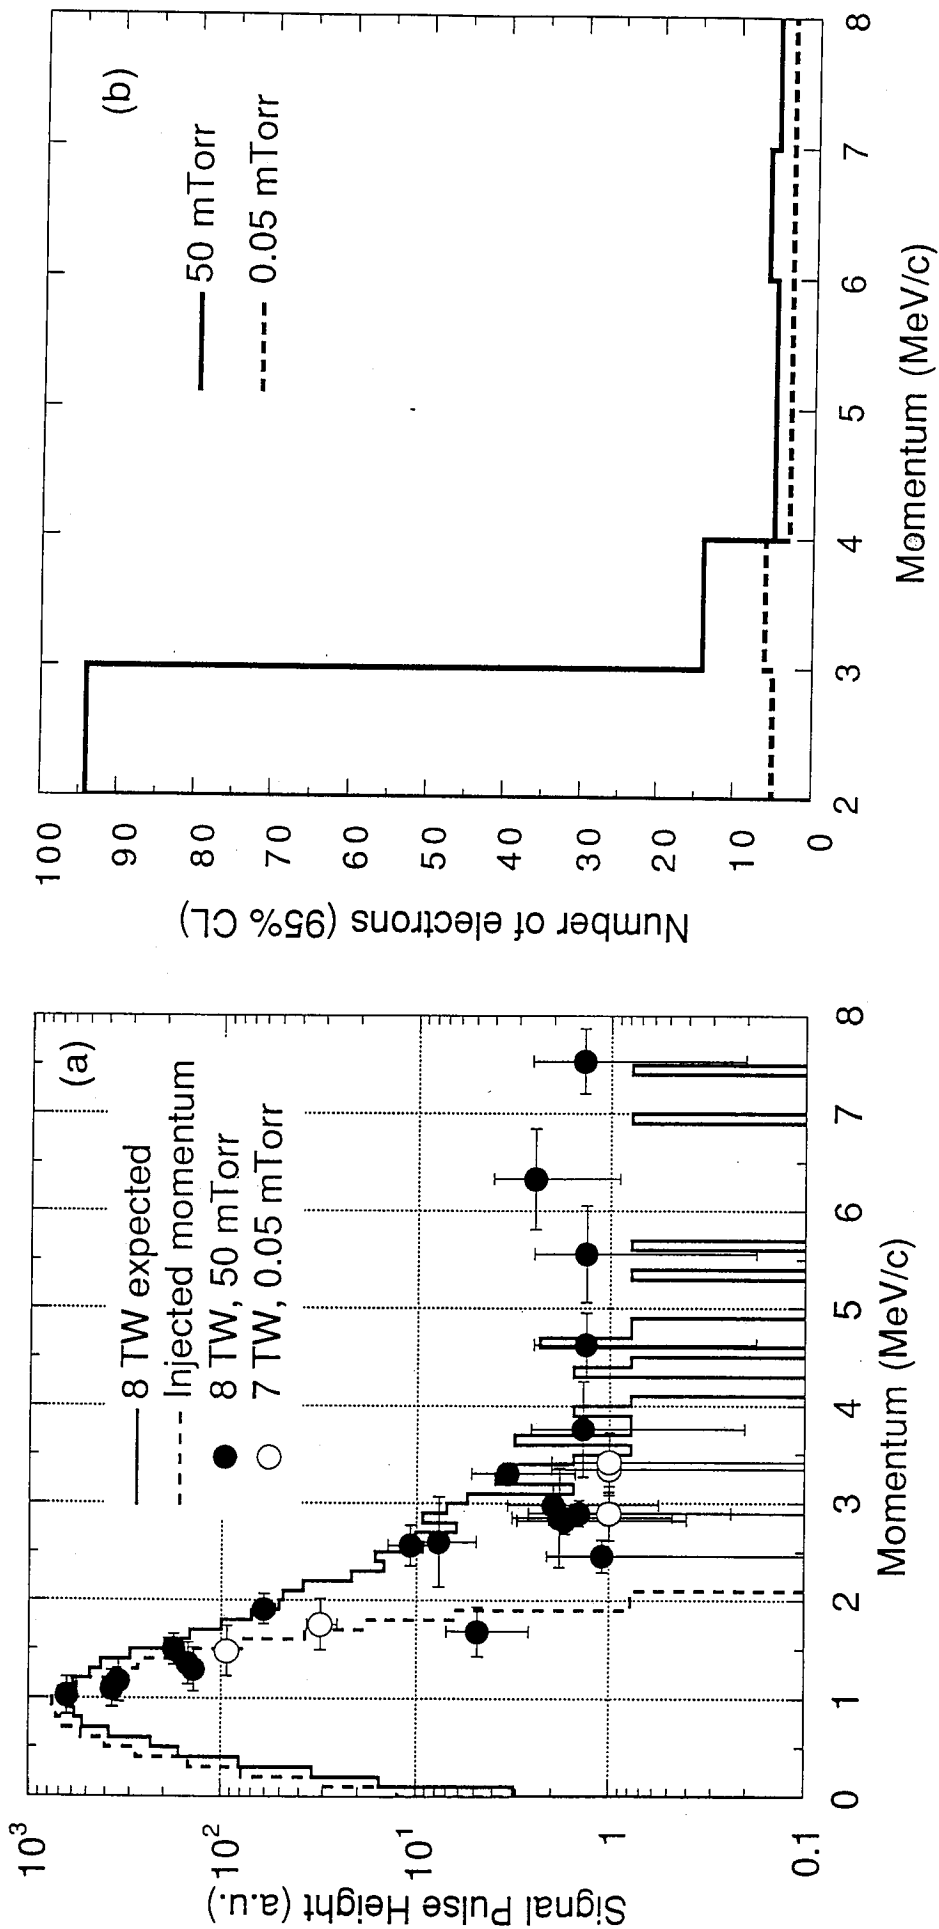 (a)
8 TW expected
Injected momentum
8 TW, 50 mTorr
7 TW, 0.05 mTorr
Signal Pulse Height (a.u.)
10³
10²
10¹
1
0.1
0 1 2 3 4 5 6 7 8
Momentum (MeV/c)
(b)
50 mTorr
0.05 mTorr
Number of electrons (95% CL)
100
90
80
70
60
50
40
30
20
10
0
2 3 4 5 6 7 8
Momentum (MeV/c)